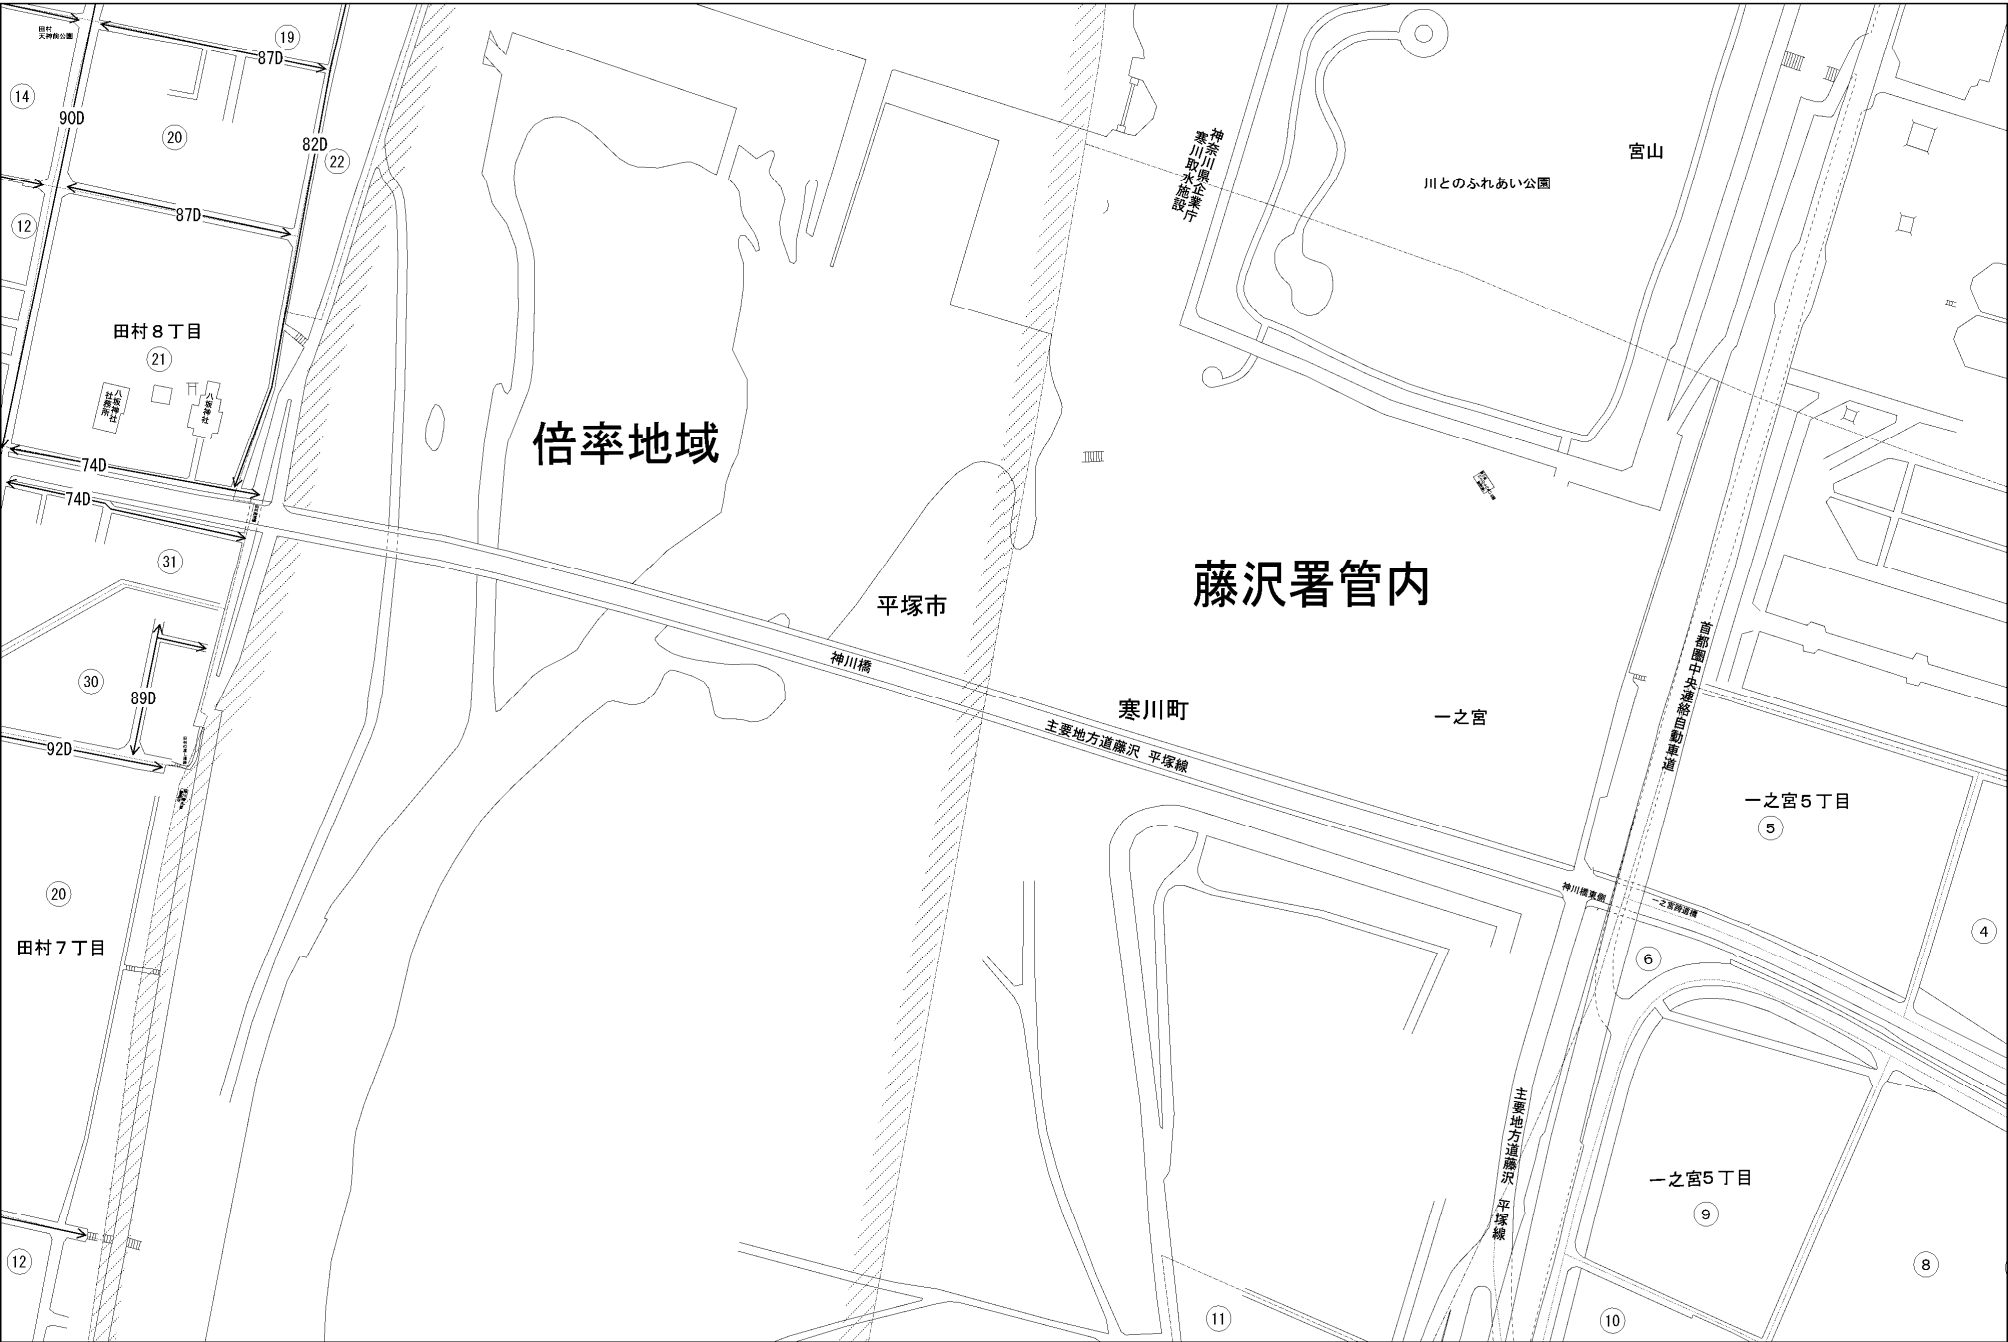 田村
天神前公園
19
87D
14
90D
20
82D
22
12
87D
神奈川県企業庁
寒川取水施設
川とのふれあい公園
宮山
田村8丁目
21
八坂神社
社務所
八坂神社
倍率地域
74D
74D
31
平塚市
藤沢署管内
神川橋
30
89D
92D
寒川町
一之宮
主要地方道藤沢 平塚線
首都圏中央連絡自動車道
一之宮5丁目
5
20
田村7丁目
神川橋東側
一之宮跨道橋
4
6
主要地方道藤沢 平塚線
一之宮5丁目
9
12
8
11
10